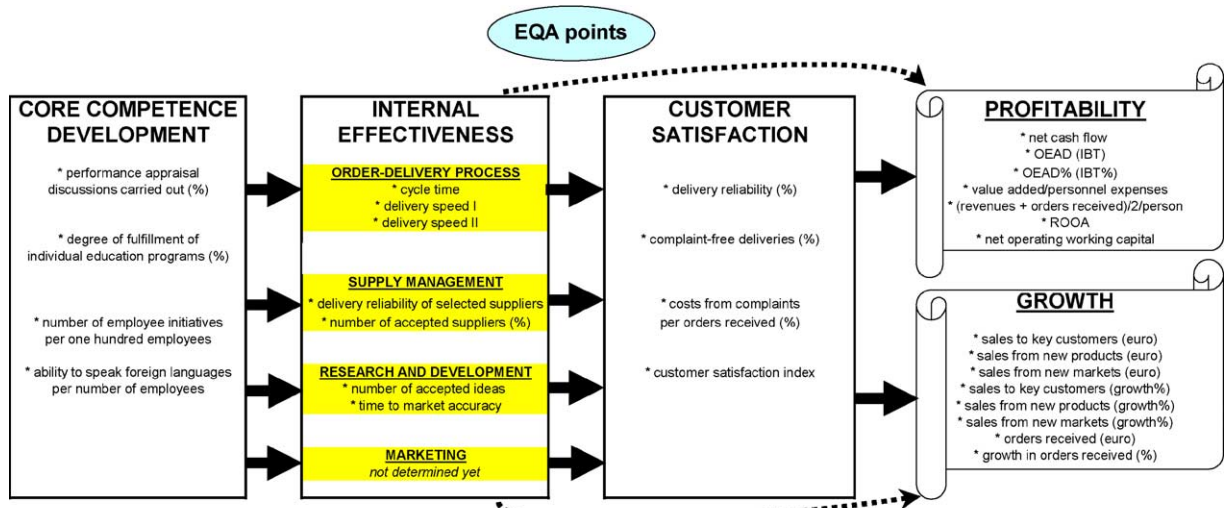 EQA points
CORE COMPETENCE
DEVELOPMENT
* performance appraisal
discussions carried out (%)
* degree of fulfillment of
individual education programs (%)
* number of employee initiatives
per one hundred employees
* ability to speak foreign languages
per number of employees
INTERNAL
EFFECTIVENESS
ORDER-DELIVERY PROCESS
* cycle time
* delivery speed I
* delivery speed II
SUPPLY MANAGEMENT
* delivery reliability of selected suppliers
* number of accepted suppliers (%)
RESEARCH AND DEVELOPMENT
* number of accepted ideas
* time to market accuracy
MARKETING
not determined yet
CUSTOMER
SATISFACTION
* delivery reliability (%)
* complaint-free deliveries (%)
* costs from complaints
per orders received (%)
* customer satisfaction index
PROFITABILITY
* net cash flow
* OEAD (IBT)
* OEAD% (IBT%)
* value added/personnel expenses
* (revenues + orders received)/2/person
* ROOA
* net operating working capital
GROWTH
* sales to key customers (euro)
* sales from new products (euro)
* sales from new markets (euro)
* sales to key customers (growth%)
* sales from new products (growth%)
* sales from new markets (growth%)
* orders received (euro)
* growth in orders received (%)